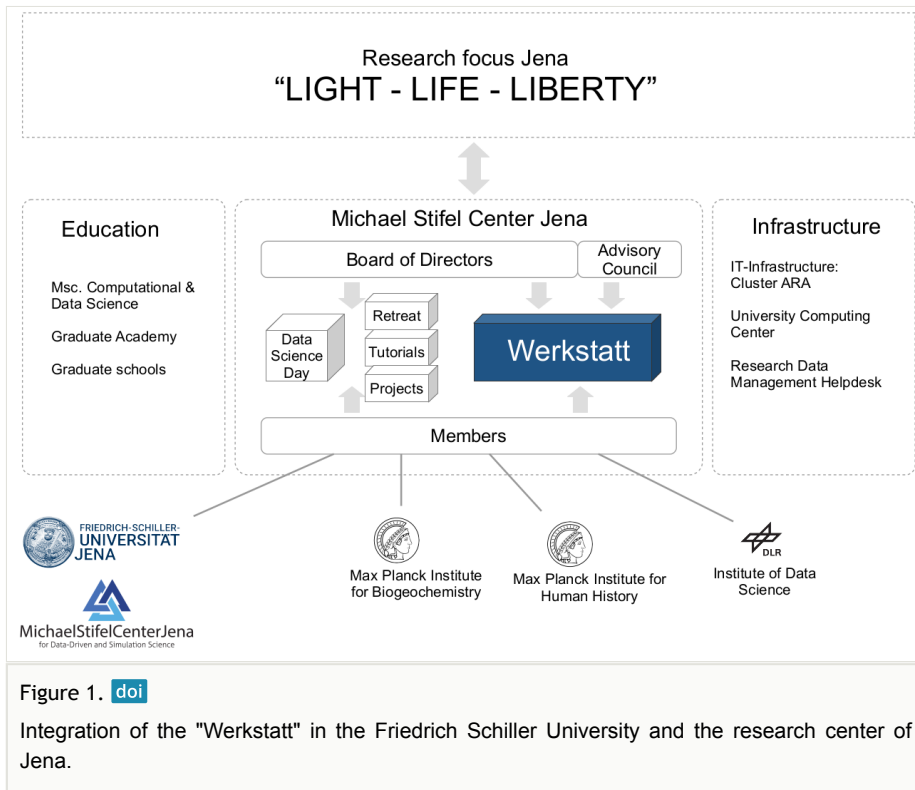 Research focus Jena
“LIGHT - LIFE - LIBERTY”
Education
Msc. Computational &
Data Science
Graduate Academy
Graduate schools
Michael Stifel Center Jena
Board of Directors
Advisory
Council
Data
Science
Day
Retreat
Tutorials
Projects
Werkstatt
Members
Infrastructure
IT-Infrastructure:
Cluster ARA
University Computing
Center
Research Data
Management Helpdesk
FRIEDRICH-SCHILLER-
UNIVERSITÄT
JENA
MichaelStifelCenterJena
for Data-Driven and Simulation Science
Max Planck Institute
for Biogeochemistry
Max Planck Institute for
Human History
DLR
Institute of Data
Science
Figure 1. doi
Integration of the "Werkstatt" in the Friedrich Schiller University and the research center of
Jena.